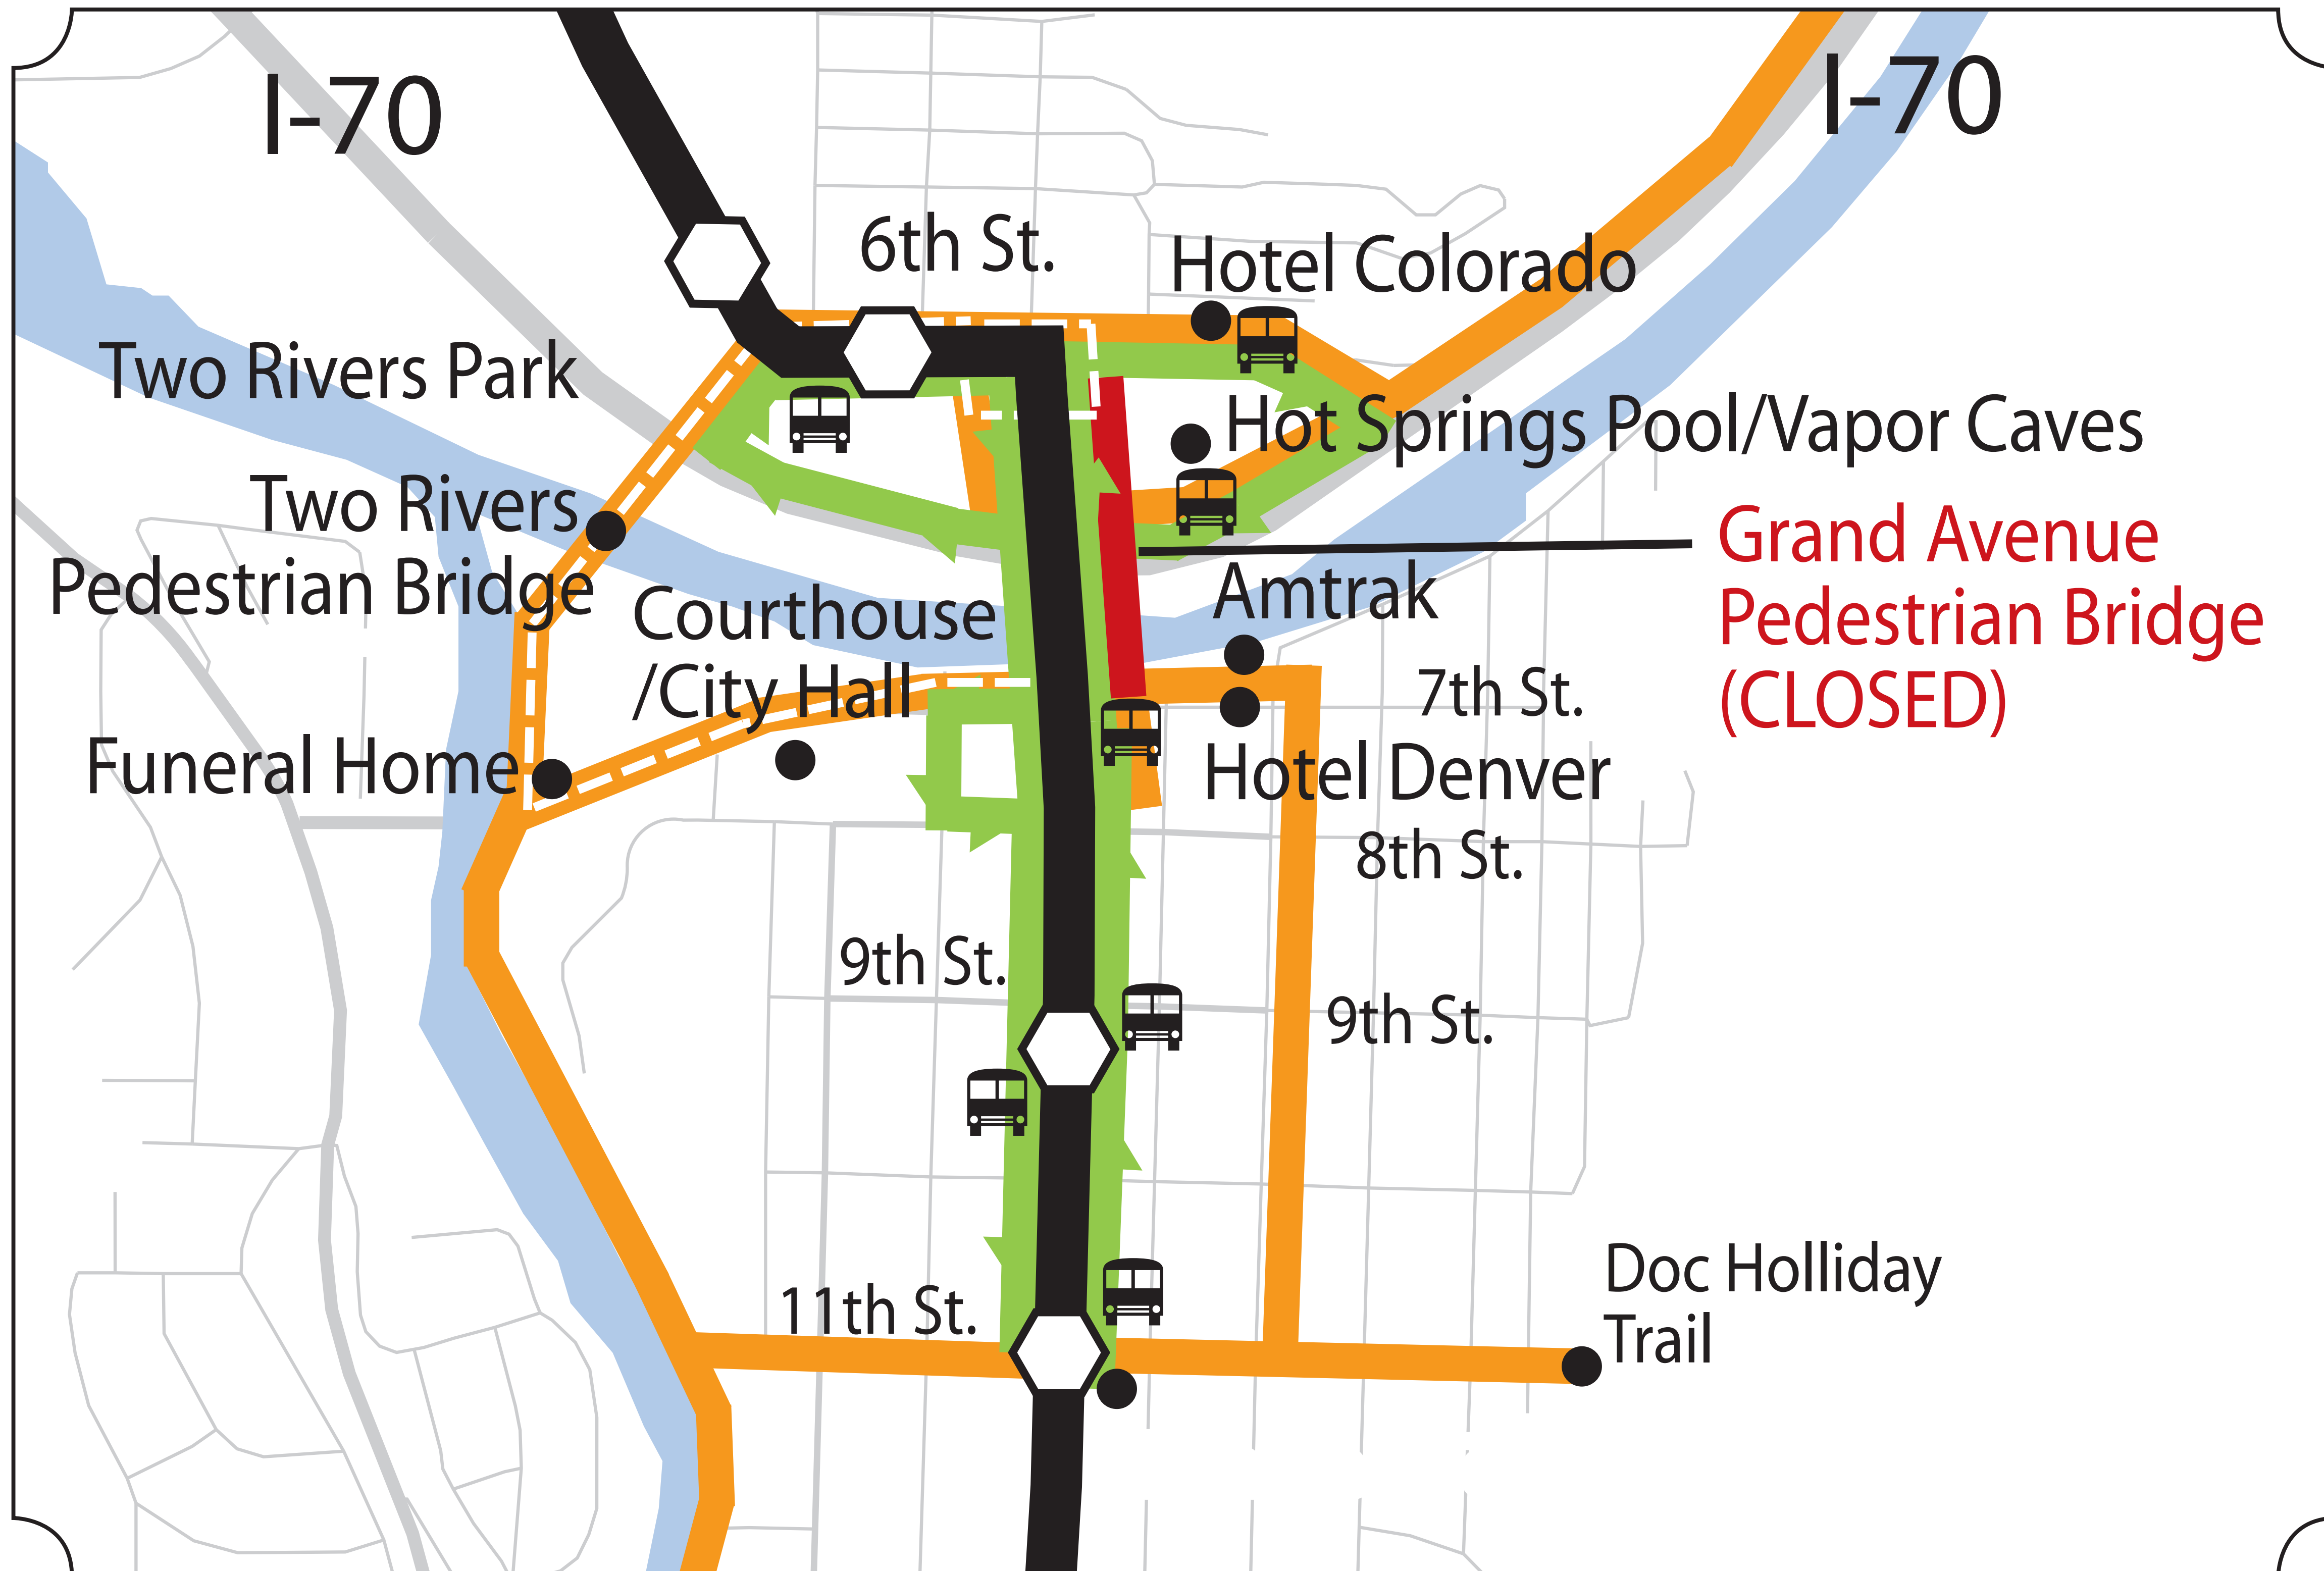 I-70
I-70
6th St.
Hotel Colorado
Two Rivers Park
Hot Springs Pool/Vapor Caves
Two Rivers
Pedestrian Bridge
Grand Avenue
Pedestrian Bridge
(CLOSED)
Amtrak
Courthouse
/City Hall
7th St.
Funeral Home
Hotel Denver
8th St.
9th St.
9th St.
11th St.
Doc Holliday
Trail